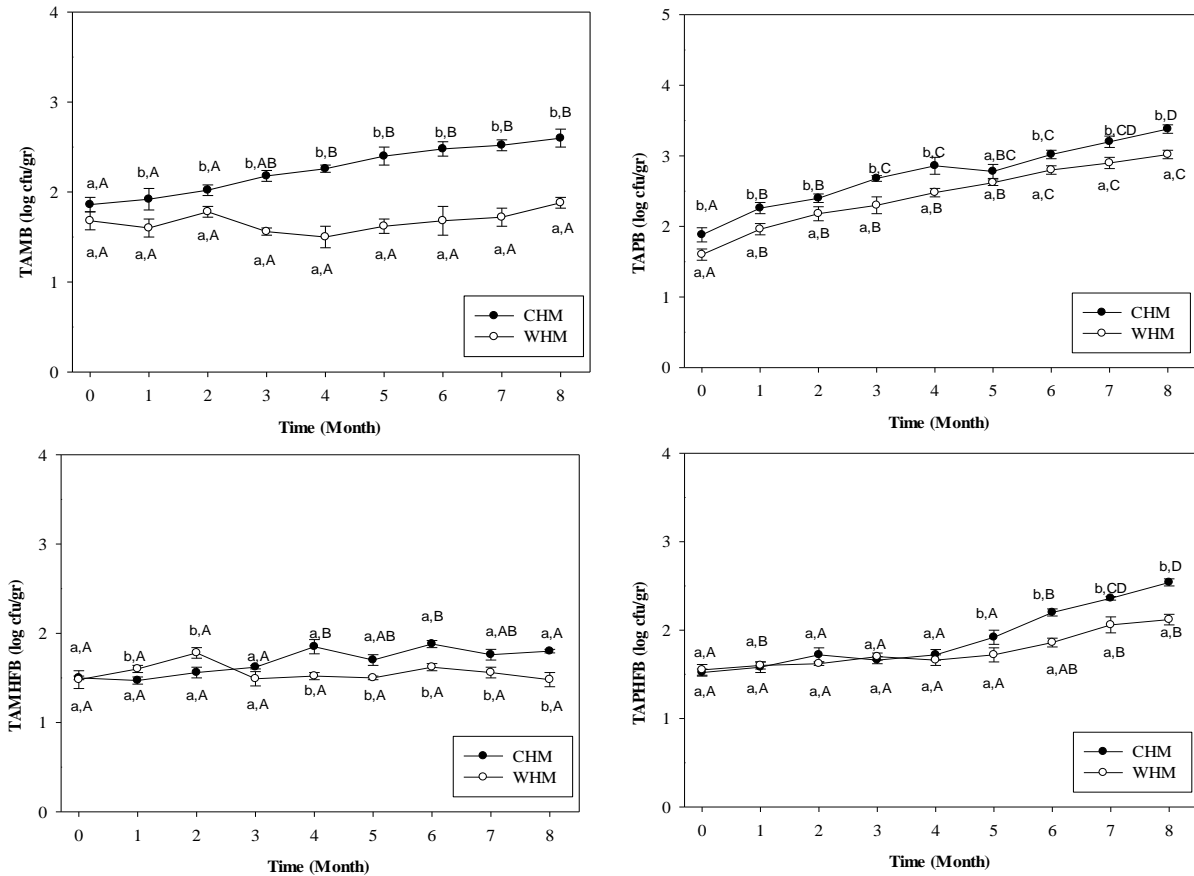 4
3
2
1
0
TAMB (log cfu/gr)
a,A b,A b,A b,AB b,B b,B b,B b,B b,B
a,A a,A a,A a,A a,A a,A a,A a,A a,A
CHM
WHM
0 1 2 3 4 5 6 7 8
Time (Month)
5
4
3
2
1
0
TAPB (log cfu/gr)
b,A b,B b,B b,C b,C a,BC b,C b,CD b,D
a,A a,B a,B a,B a,B a,B a,C a,C a,C
CHM
WHM
0 1 2 3 4 5 6 7 8
Time (Month)
4
3
2
1
0
TAMHFB (log cfu/gr)
a,A b,A b,A a,A a,B a,AB a,B a,AB a,A
a,A a,A a,A a,A b,A b,A b,A b,A b,A
CHM
WHM
0 1 2 3 4 5 6 7 8
Time (Month)
4
3
2
1
0
TAPHFB (log cfu/gr)
a,A a,B a,A a,A a,A b,A b,B b,CD b,D
a,A a,A a,A a,A a,A a,A a,AB a,B a,B
CHM
WHM
0 1 2 3 4 5 6 7 8
Time (Month)